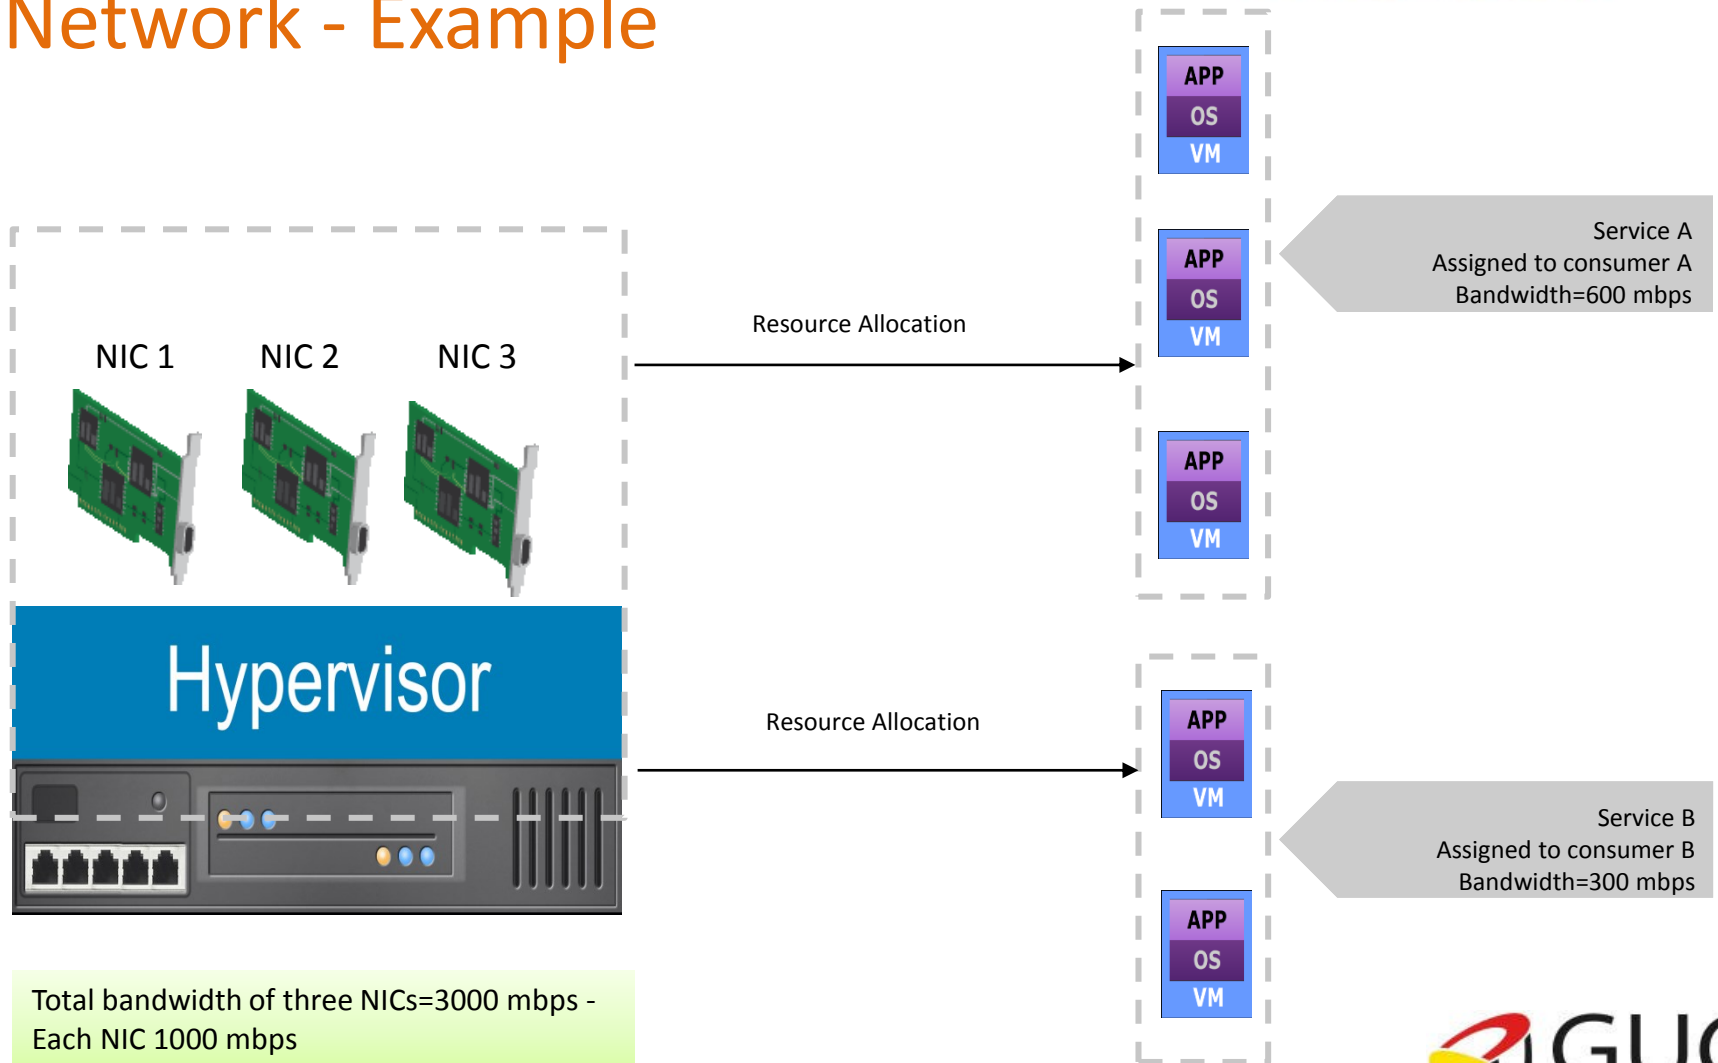 Network - Example
NIC 1
NIC 2
NIC 3
Hypervisor
Total bandwidth of three NICs=3000 mbps -
Each NIC 1000 mbps
Resource Allocation
Resource Allocation
APP
OS
VM
APP
OS
VM
APP
OS
VM
Service A
Assigned to consumer A
Bandwidth=600 mbps
APP
OS
VM
APP
OS
VM
Service B
Assigned to consumer B
Bandwidth=300 mbps